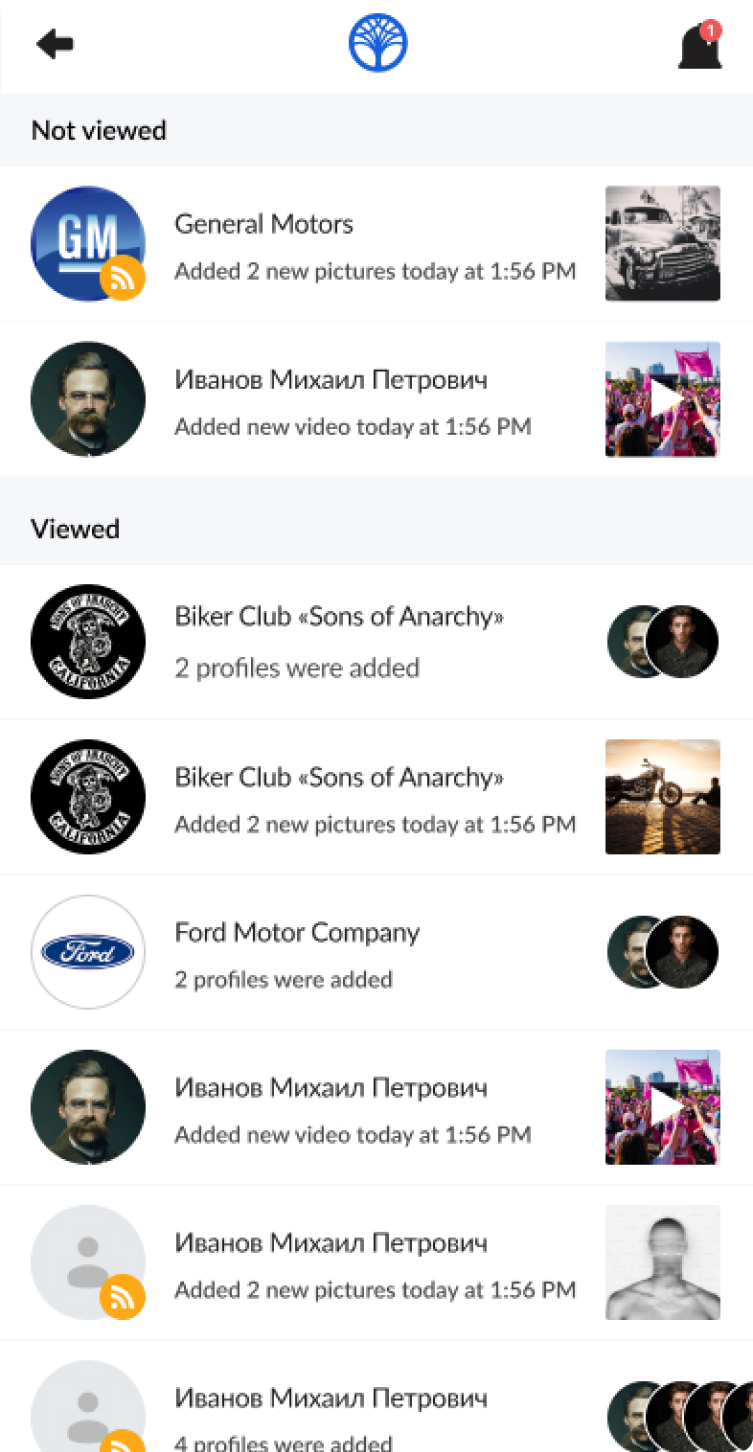 1
Not viewed
GM
General Motors
Added 2 new pictures today at 1:56 PM
Иванов Михаил Петрович
Added new video today at 1:56 PM
Viewed
SONS OF ANARCHY
CALIFORNIA
Biker Club «Sons of Anarchy»
2 profiles were added
SONS OF ANARCHY
CALIFORNIA
Biker Club «Sons of Anarchy»
Added 2 new pictures today at 1:56 PM
Ford
Ford Motor Company
2 profiles were added
Иванов Михаил Петрович
Added new video today at 1:56 PM
Иванов Михаил Петрович
Added 2 new pictures today at 1:56 PM
Иванов Михаил Петрович
4 profiles were added